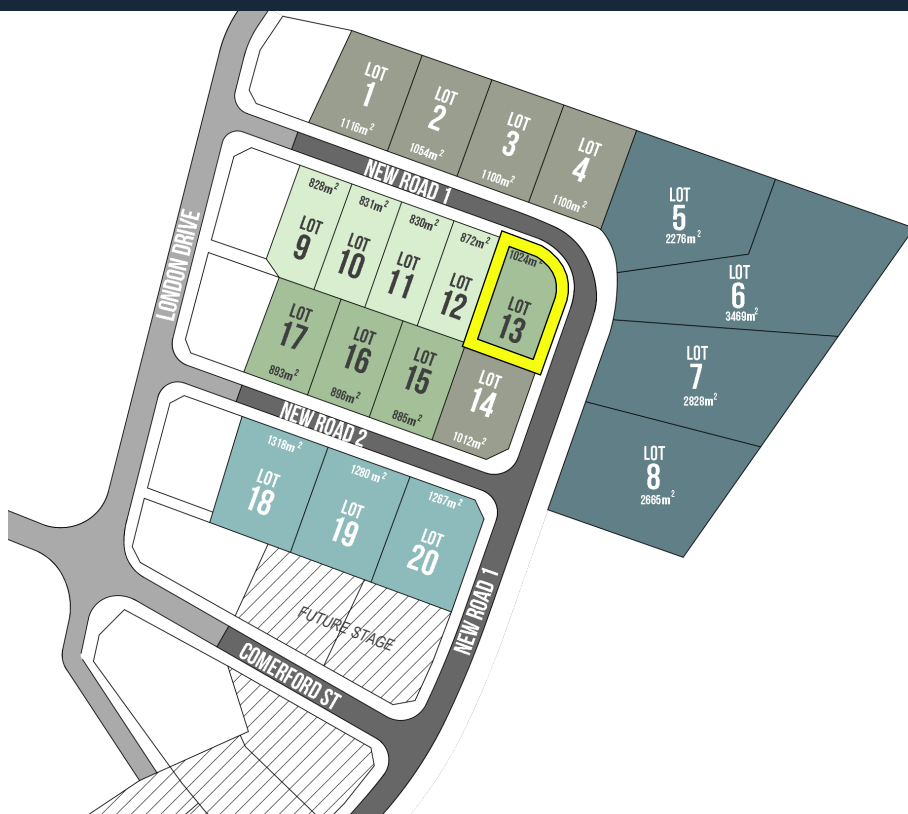 LOT
1
1116m²
LOT
2
1054m²
LOT
3
1100m²
LOT
4
1100m²
LOT
5
2276m²
LOT
6
3469m²
LOT
7
2828m²
LOT
8
2665m²
NEW ROAD 1
LONDON DRIVE
828m²
LOT
9
831m²
LOT
10
830m²
LOT
11
872m²
LOT
12
1024m²
LOT
13
LOT
17
893m²
LOT
16
896m²
LOT
15
885m²
LOT
14
1012m²
NEW ROAD 2
1318m²
LOT
18
1280 m²
LOT
19
1267m²
LOT
20
FUTURE STAGE
NEW ROAD 1
COMERFORD ST